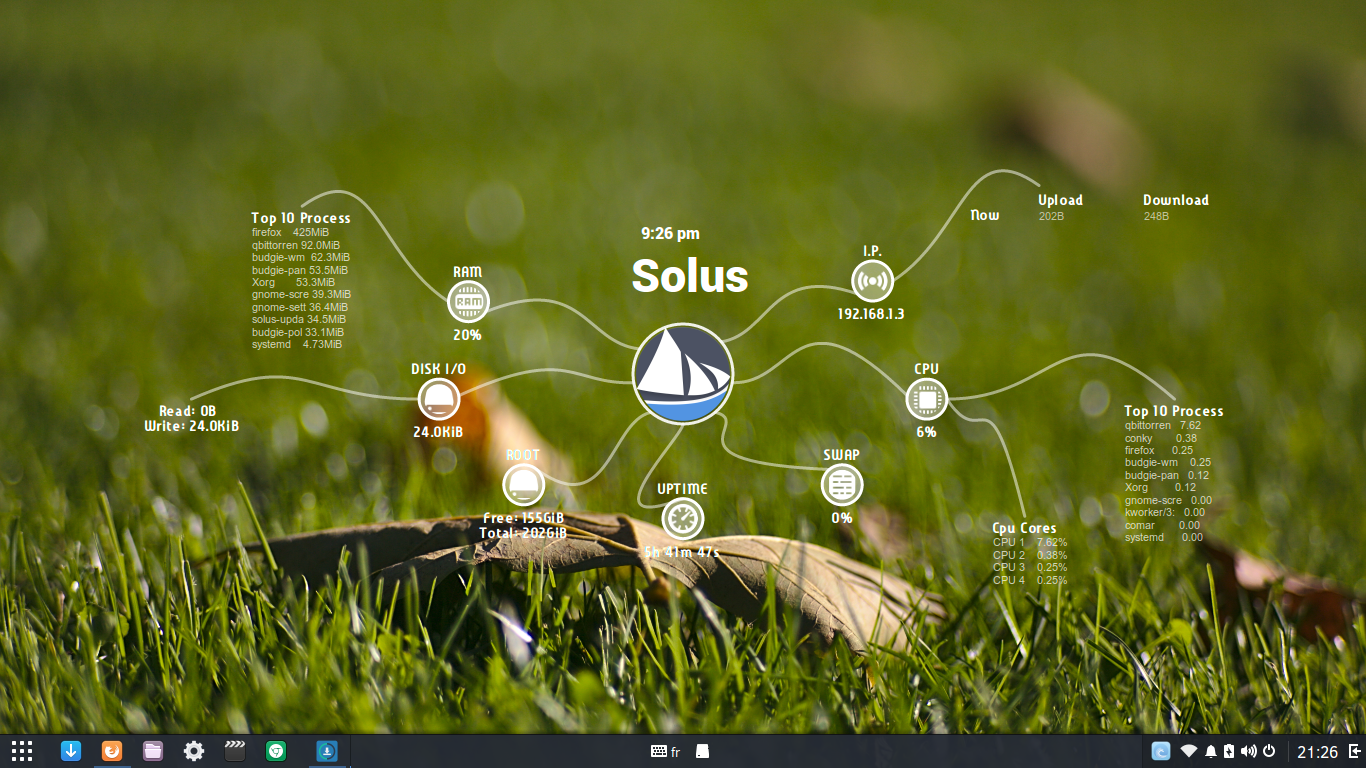 9:26 pm
Solus
Top 10 Process
firefox 425MiB
qbittorren 92.0MiB
budgie-wm 62.3MiB
budgie-pan 53.5MiB
Xorg 53.3MiB
gnome-scre 39.3MiB
gnome-sett 36.4MiB
solus-upda 34.5MiB
budgie-pol 33.1MiB
systemd 4.73MiB
RAM
RAM
20%
DISK I/O
24.0KiB
Read: 0B
Write: 24.0KiB
ROOT
Free: 155GiB
Total: 202GiB
UPTIME
5h 41m 47s
SWAP
0%
I.P.
192.168.1.3
Now
Upload
202B
Download
248B
CPU
6%
Top 10 Process
qbittorren 7.62
conky 0.38
firefox 0.25
budgie-wm 0.25
budgie-pan 0.12
Xorg 0.12
gnome-scre 0.00
kworker/3: 0.00
comar 0.00
systemd 0.00
Cpu Cores
CPU 1 7.62%
CPU 2 0.38%
CPU 3 0.25%
CPU 4 0.25%
fr
21:26